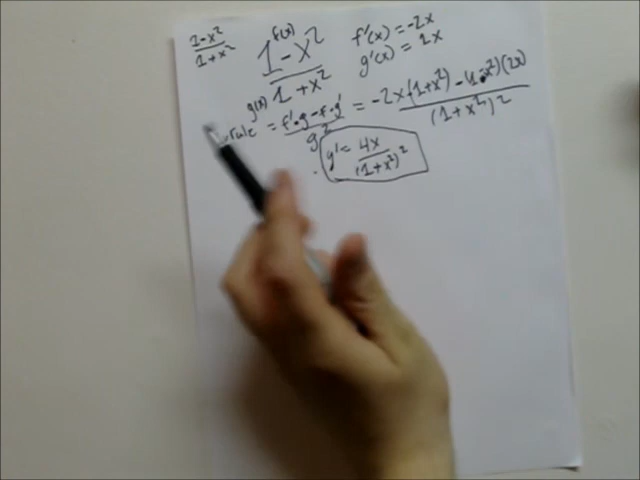 1-x²/1+x²
f(x)
1-x²/1+x²
g(x)
f'(x)=-2x
g'(x)=2x
rule = f'·g-f·g'/g² = -2x(1+x²)-(1-x²)(2x)/(1+x²)²
y'=4x/(1+x²)²